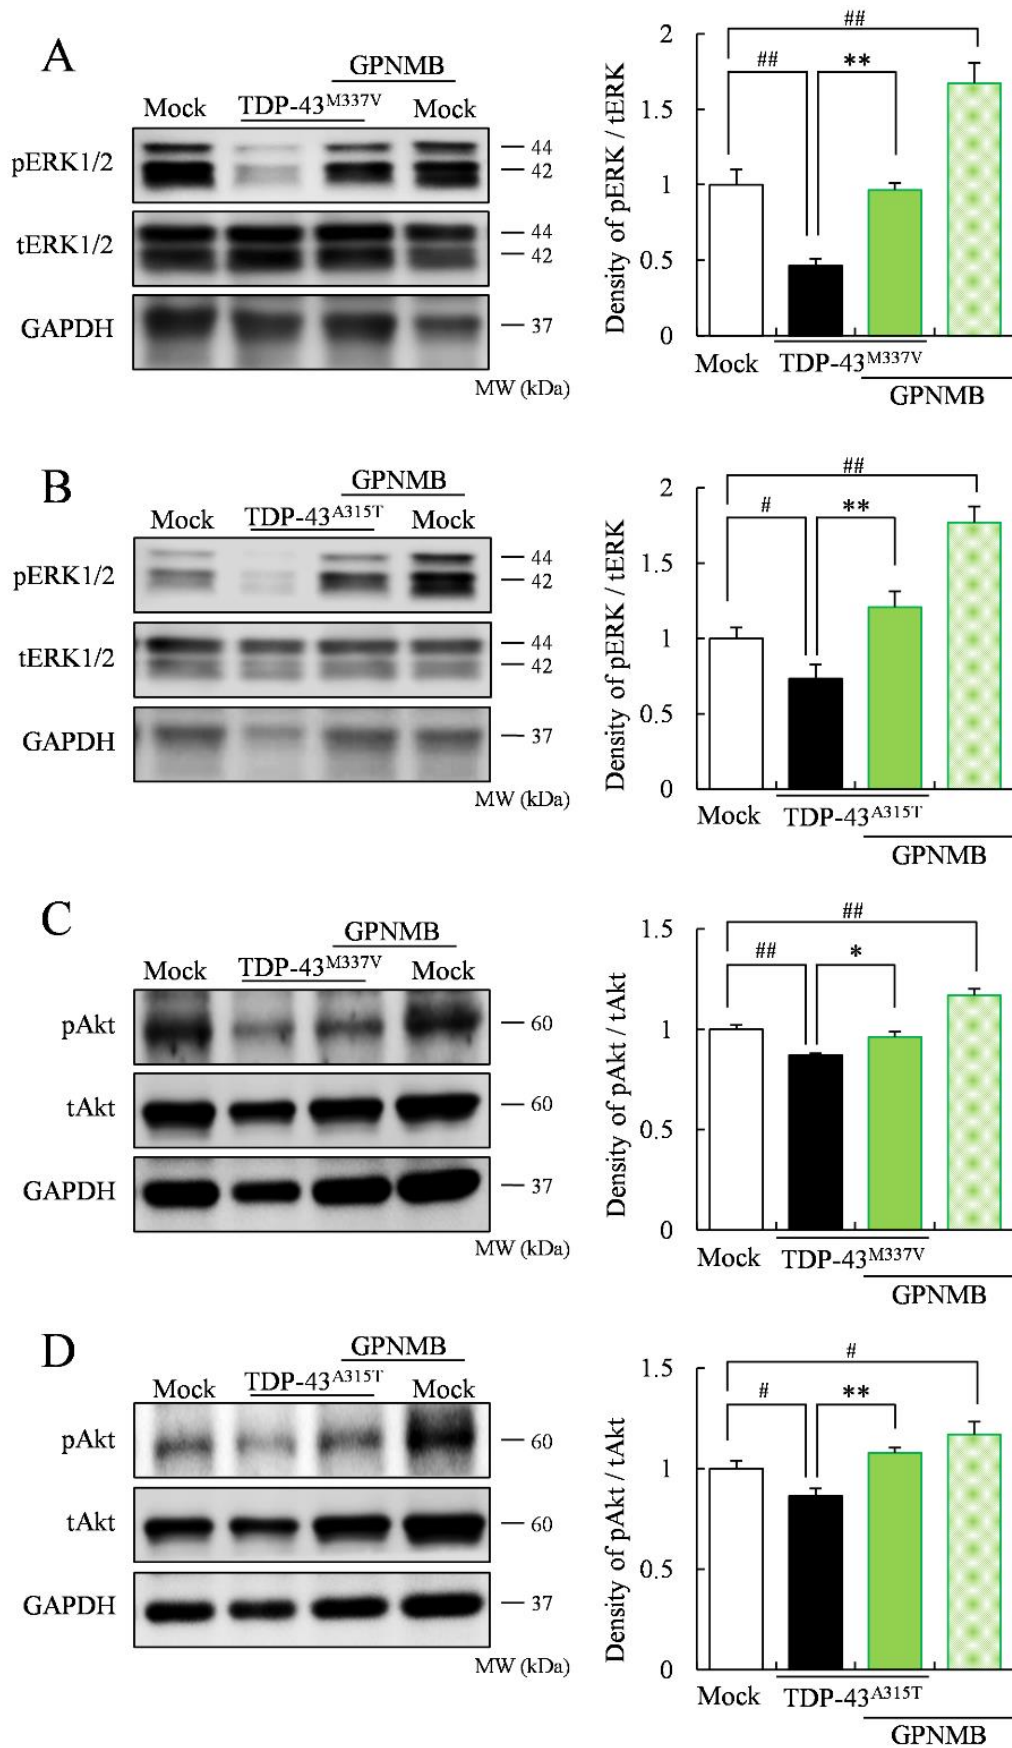 A
GPNMB
Mock TDP-43M337V Mock
pERK1/2
44
42
tERK1/2
44
42
GAPDH
37
MW (kDa)
Density of pERK / tERK
2
1.5
1
0.5
0
##
## **
Mock TDP-43M337V
GPNMB
B
GPNMB
Mock TDP-43A315T Mock
pERK1/2
44
42
tERK1/2
44
42
GAPDH
37
MW (kDa)
Density of pERK / tERK
2
1.5
1
0.5
0
##
# **
Mock TDP-43A315T
GPNMB
C
GPNMB
Mock TDP-43M337V Mock
pAkt
60
tAkt
60
GAPDH
37
MW (kDa)
Density of pAkt / tAkt
1.5
1
0.5
0
##
## *
Mock TDP-43M337V
GPNMB
D
GPNMB
Mock TDP-43A315T Mock
pAkt
60
tAkt
60
GAPDH
37
MW (kDa)
Density of pAkt / tAkt
1.5
1
0.5
0
#
# **
Mock TDP-43A315T
GPNMB